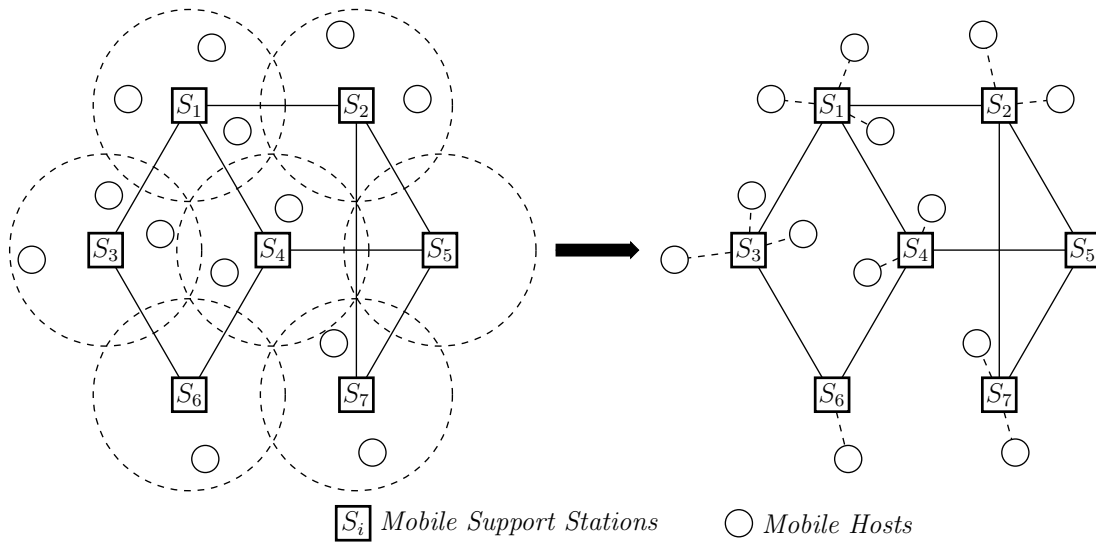 S₁ S₂ S₁ S₂
S₃ S₄ S₅ S₃ S₄ S₅
S₆ S₇ S₆ S₇
Sᵢ Mobile Support Stations Mobile Hosts